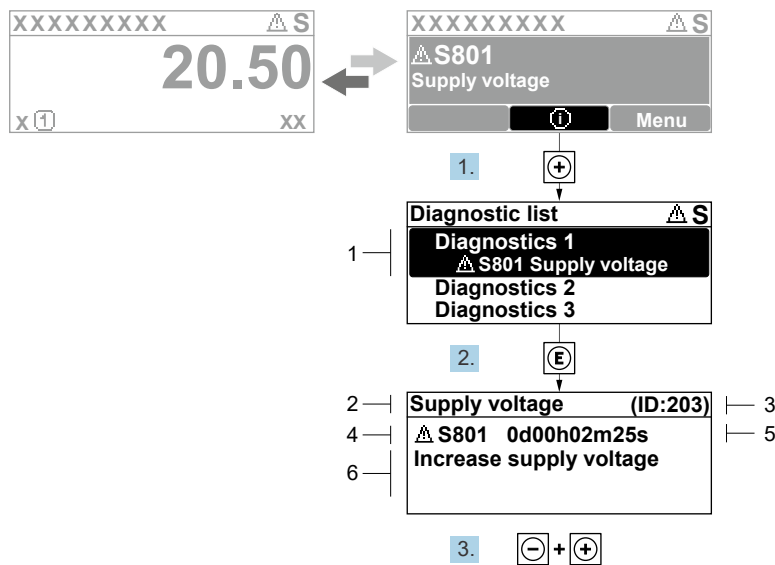 XXXXXXXXX ⚠ S
20.50
x 1 xx
XXXXXXXXX ⚠ S
⚠ S801
Supply voltage
i Menu
1. +
Diagnostic list ⚠ S
1
Diagnostics 1
⚠ S801 Supply voltage
Diagnostics 2
Diagnostics 3
2. E
2 Supply voltage (ID:203) 3
4 ⚠ S801 0d00h02m25s 5
6 Increase supply voltage
3. - + +